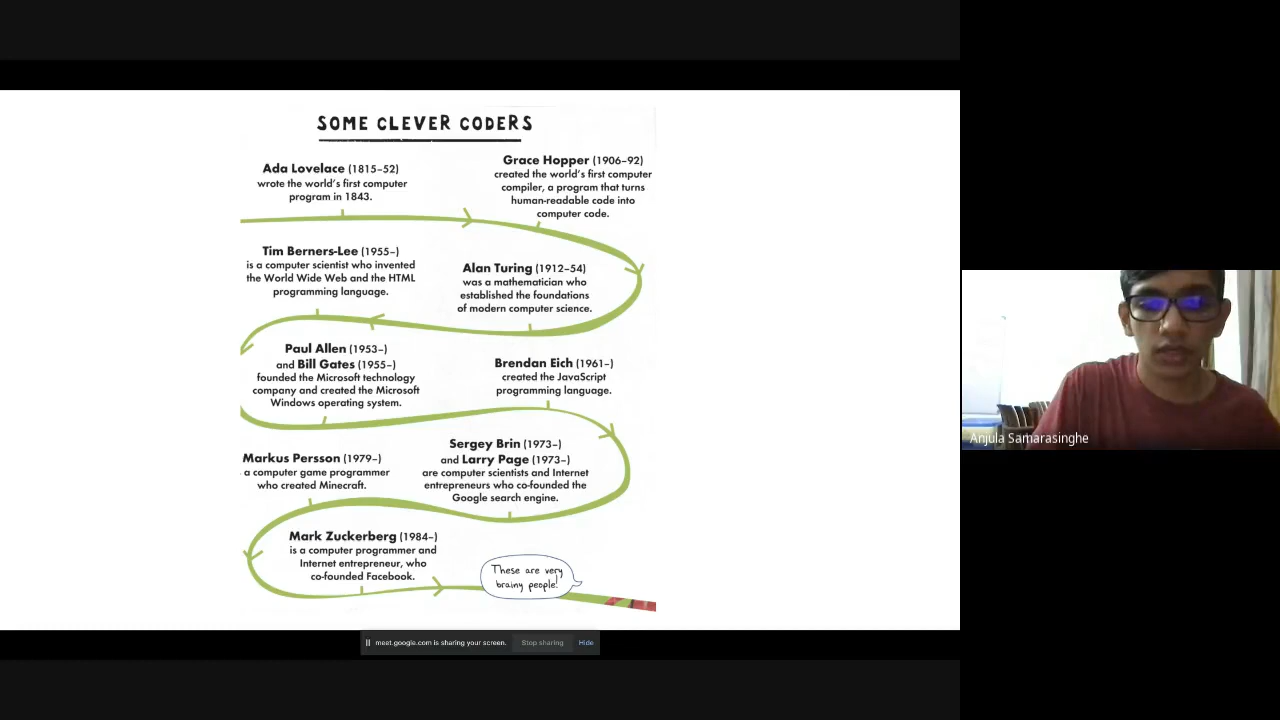 SOME CLEVER CODERS
Ada Lovelace (1815–52)
wrote the world's first computer
program in 1843.
Grace Hopper (1906–92)
created the world's first computer
compiler, a program that turns
human-readable code into
computer code.
Alan Turing (1912–54)
was a mathematician who
established the foundations
of modern computer science.
Tim Berners-Lee (1955–)
is a computer scientist who invented
the World Wide Web and the HTML
programming language.
Paul Allen (1953–)
and Bill Gates (1955–)
founded the Microsoft technology
company and created the Microsoft
Windows operating system.
Brendan Eich (1961–)
created the JavaScript
programming language.
Sergey Brin (1973–)
and Larry Page (1973–)
are computer scientists and Internet
entrepreneurs who co-founded the
Google search engine.
Markus Persson (1979–)
a computer game programmer
who created Minecraft.
Mark Zuckerberg (1984–)
is a computer programmer and
Internet entrepreneur, who
co-founded Facebook.
These are very
brainy people!
meet.google.com is sharing your screen. Stop sharing Hide
Anjula Samarasinghe